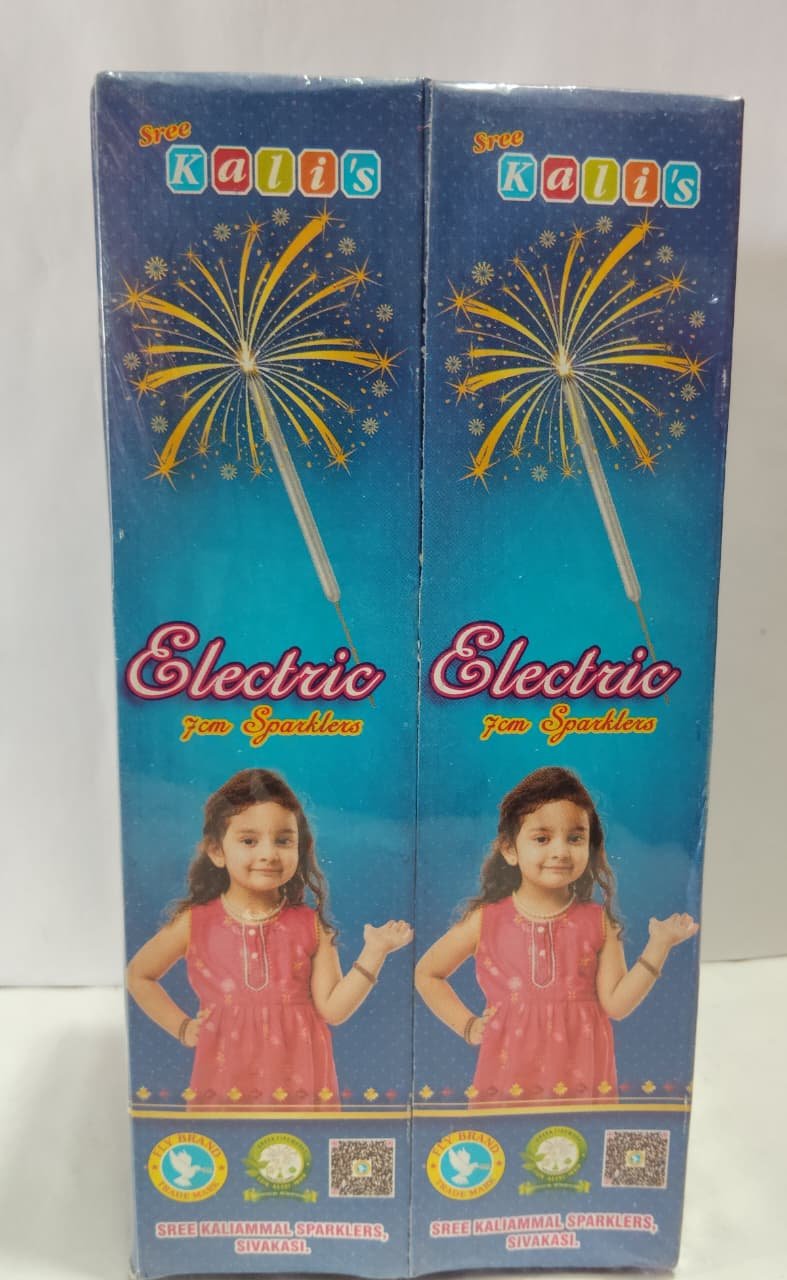 Sree
Kali's
Electric
7cm Sparklers
FLY BRAND
TRADE MARK
SREE KALIAMMAL SPARKLERS,
SIVAKASI.
Sree
Kali's
Electric
7cm Sparklers
FLY BRAND
TRADE MARK
SREE KALIAMMAL SPARKLERS,
SIVAKASI.